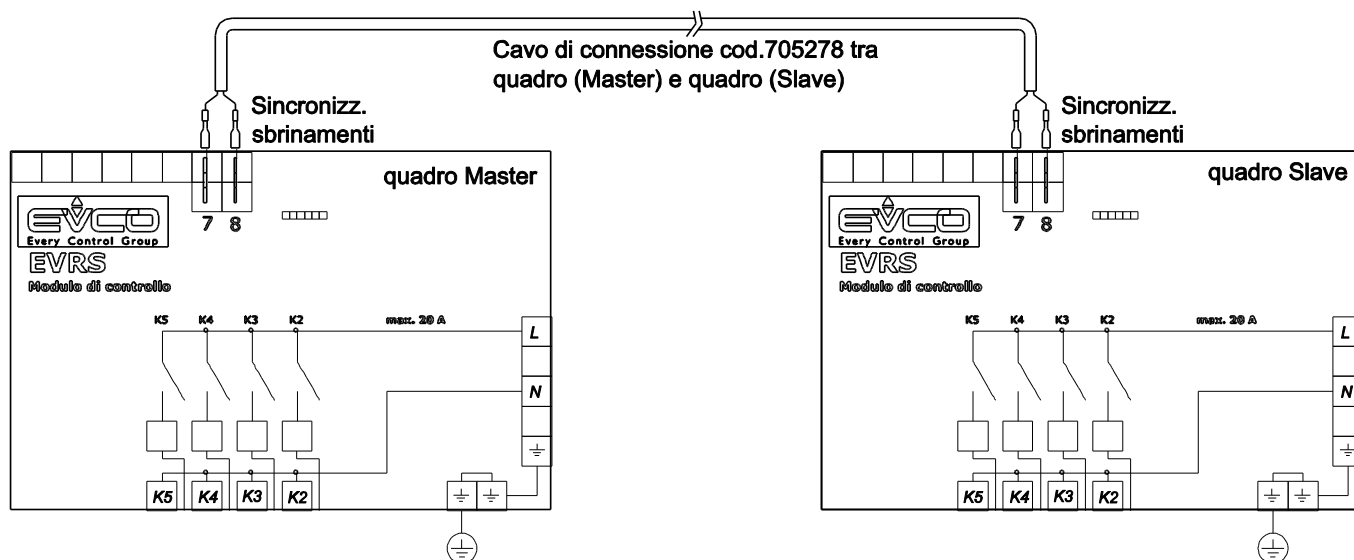 Cavo di connessione cod.705278 tra
quadro (Master) e quadro (Slave)
Sincronizz.
sbrinamenti
quadro Master
7 8
EVCO
Every Control Group
EVRS
Modulo di controllo
K5 K4 K3 K2 max. 20 A
L
N
K5 K4 K3 K2
Sincronizz.
sbrinamenti
quadro Slave
7 8
EVCO
Every Control Group
EVRS
Modulo di controllo
K5 K4 K3 K2 max. 20 A
L
N
K5 K4 K3 K2